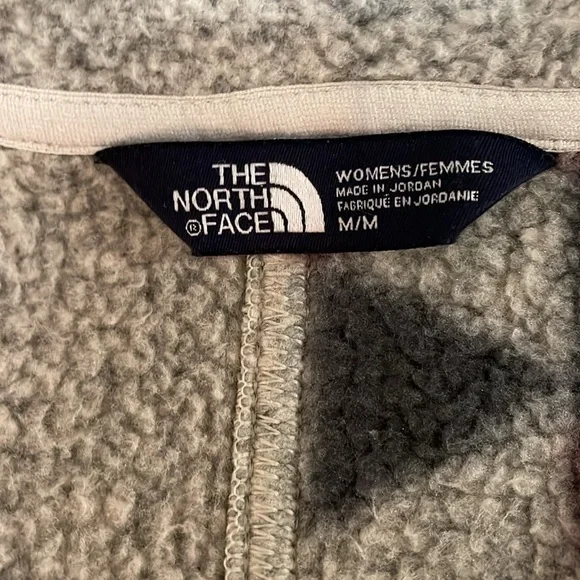 THE
NORTH
®FACE
WOMENS/FEMMES
MADE IN JORDAN
FABRIQUÉ EN JORDANIE
M/M